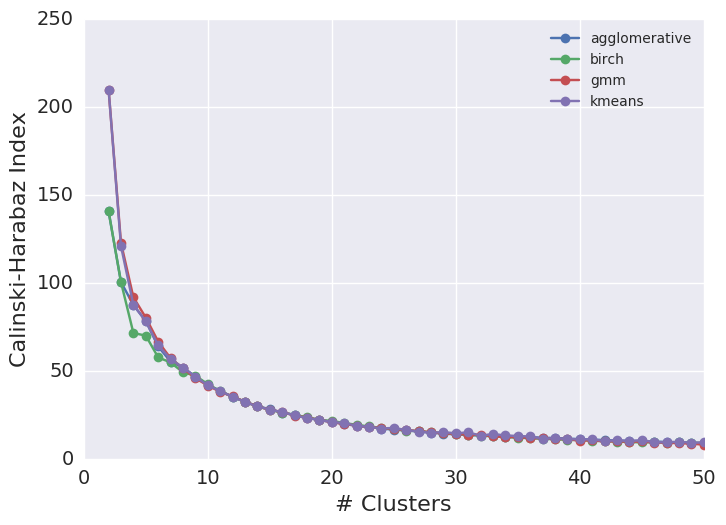 250
200
150
100
50
0
Calinski-Harabaz Index
agglomerative
birch
gmm
kmeans
0 10 20 30 40 50
# Clusters